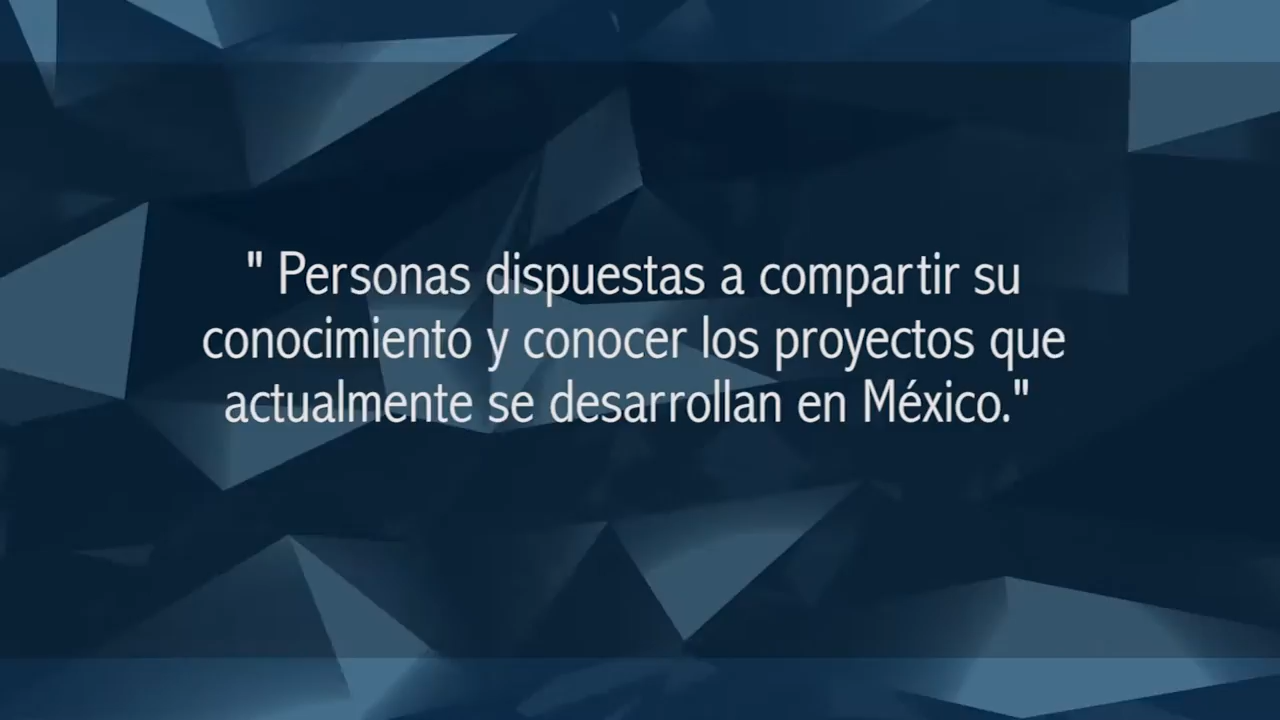 " Personas dispuestas a compartir su
conocimiento y conocer los proyectos que
actualmente se desarrollan en México."